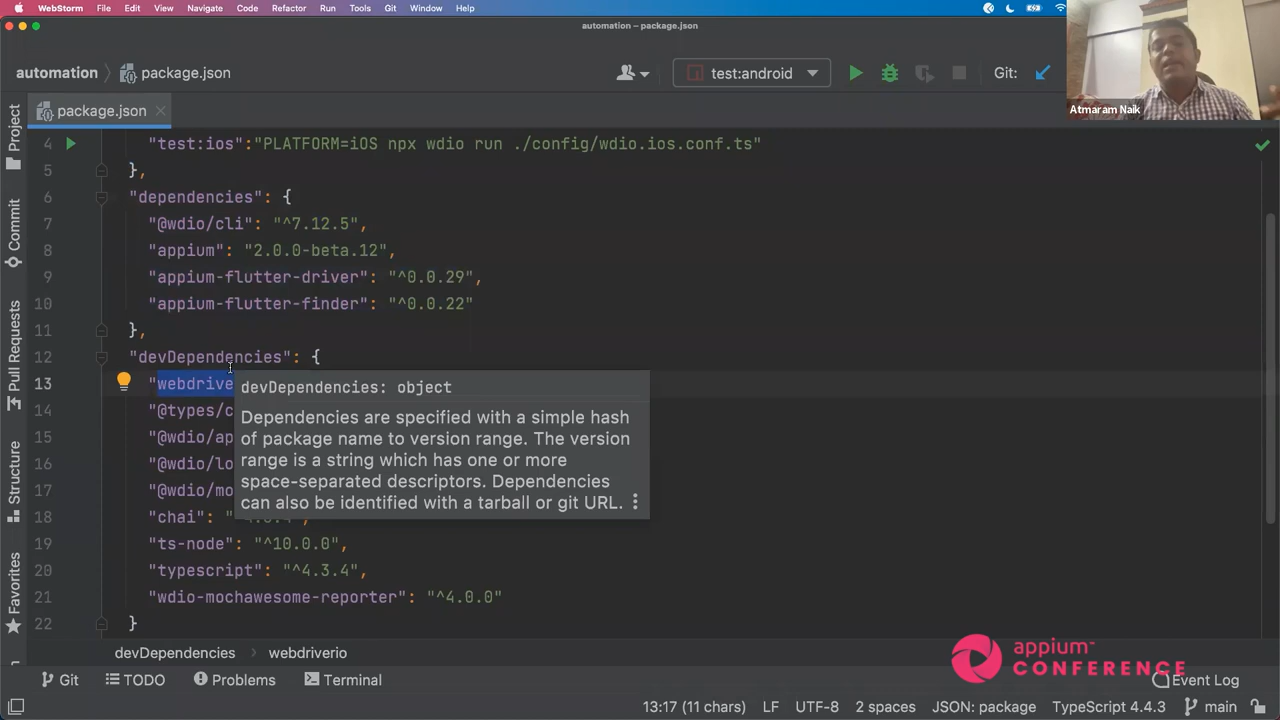 WebStorm File Edit View Navigate Code Refactor Run Tools Git Window Help
automation – package.json
automation package.json
test:android
Git:
Atmaram Naik
package.json
4 "test:ios":"PLATFORM=iOS npx wdio run ./config/wdio.ios.conf.ts"
5 },
6 "dependencies": {
7 "@wdio/cli": "^7.12.5",
8 "appium": "2.0.0-beta.12",
9 "appium-flutter-driver": "^0.0.29",
10 "appium-flutter-finder": "^0.0.22"
11 },
12 "devDependencies": {
13 "webdrive
14 "@types/c
15 "@wdio/ap
16 "@wdio/lo
17 "@wdio/mo
18 "chai": "
19 "ts-node": "^10.0.0",
20 "typescript": "^4.3.4",
21 "wdio-mochawesome-reporter": "^4.0.0"
22 }
devDependencies: object
Dependencies are specified with a simple hash
of package name to version range. The version
range is a string which has one or more
space-separated descriptors. Dependencies
can also be identified with a tarball or git URL.
Project
Commit
Pull Requests
Structure
Favorites
devDependencies webdriverio
appium™
CONFERENCE
Git TODO Problems Terminal Event Log
13:17 (11 chars) LF UTF-8 2 spaces JSON: package TypeScript 4.4.3 main